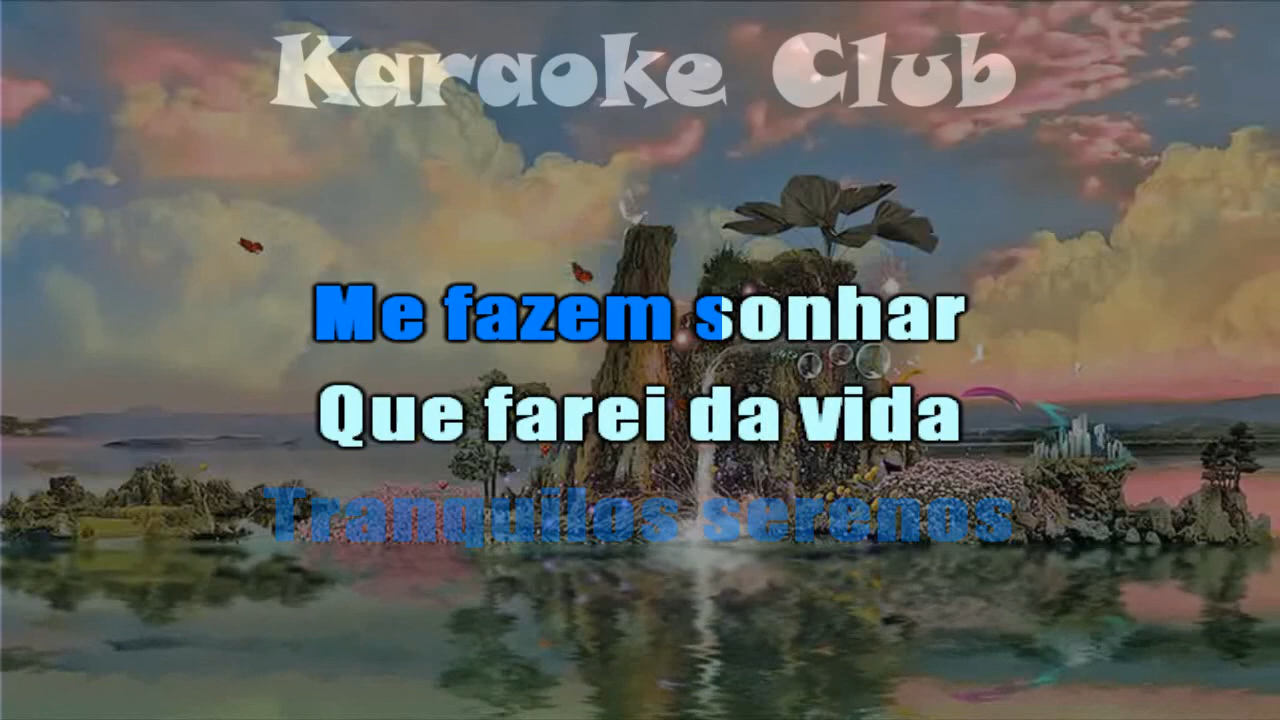 Karaoke Club
Me fazem sonhar
Que farei da vida
Tranquilos serenos